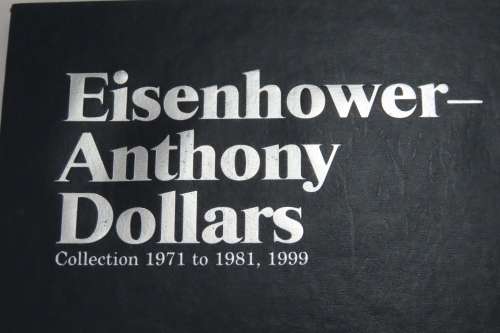 Eisenhower–
Anthony
Dollars
Collection 1971 to 1981, 1999